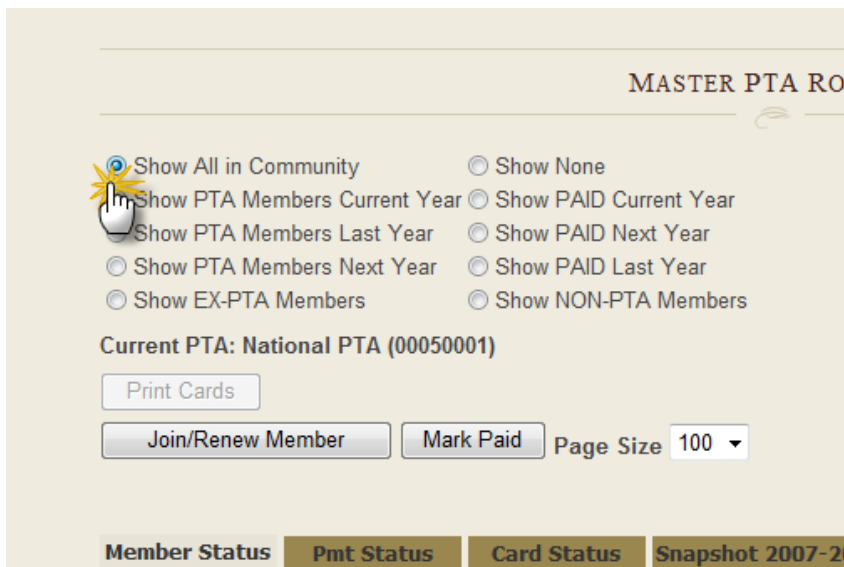 MASTER PTA
Show All in Community Show None
Show PTA Members Current Year Show PAID Current Year
Show PTA Members Last Year Show PAID Next Year
Show PTA Members Next Year Show PAID Last Year
Show EX-PTA Members Show NON-PTA Members
Current PTA: National PTA (00050001)
Print Cards
Join/Renew Member Mark Paid Page Size 100
Member Status Pmt Status Card Status Snapshot